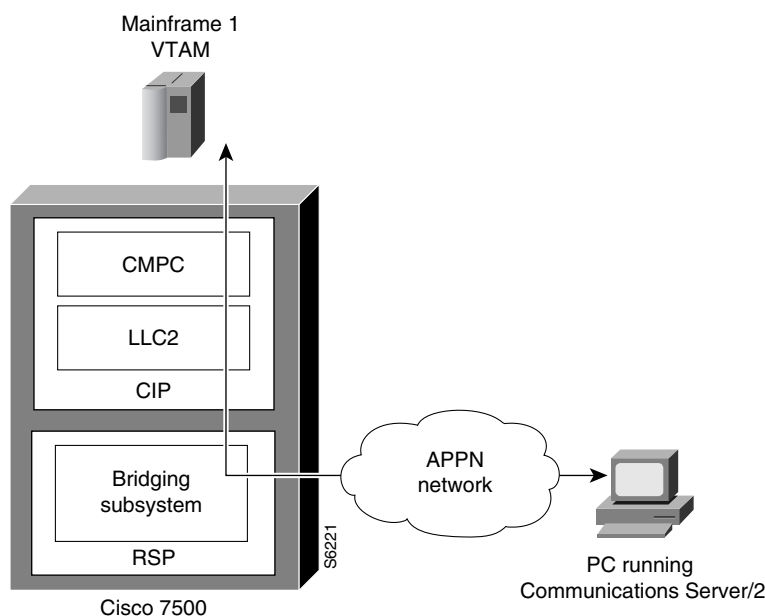 Mainframe 1
VTAM
CMPC
LLC2
CIP
Bridging
subsystem
RSP
S6221
Cisco 7500
APPN
network
PC running
Communications Server/2